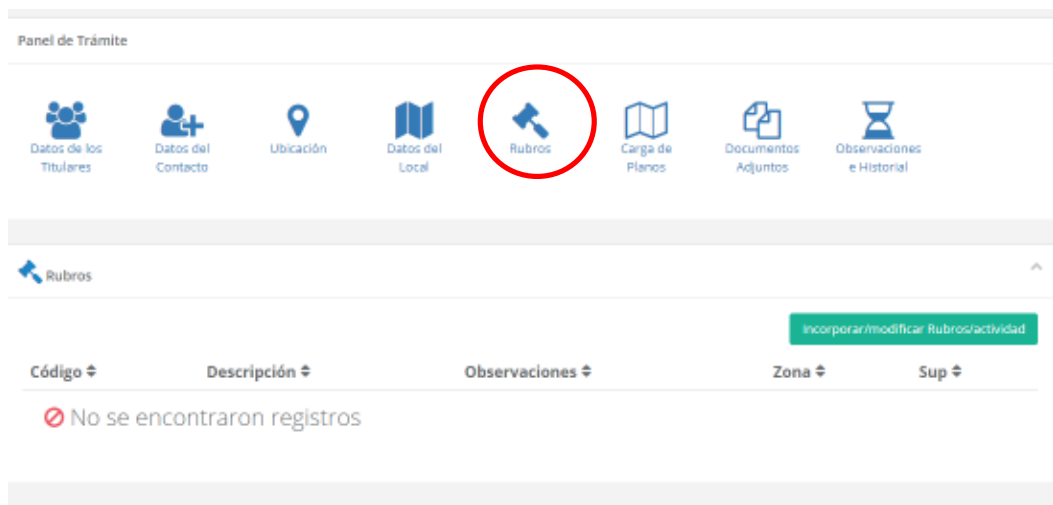 Panel de Trámite
Datos de los Titulares
Datos del Contacto
Ubicación
Datos del Local
Rubros
Carga de Planos
Documentos Adjuntos
Observaciones e Historial
Rubros
Incorporar/modificar Rubros/actividad
Código Descripción Observaciones Zona Sup
No se encontraron registros